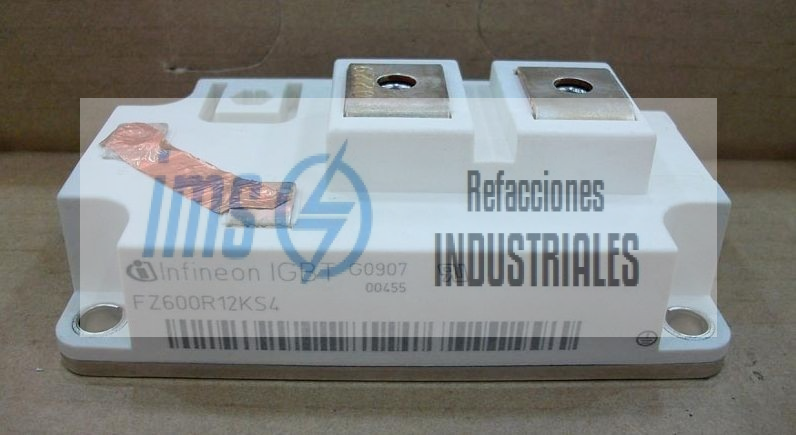 ims
Refacciones
INDUSTRIALES
Infineon IGBT G0907
00455
FZ600R12KS4